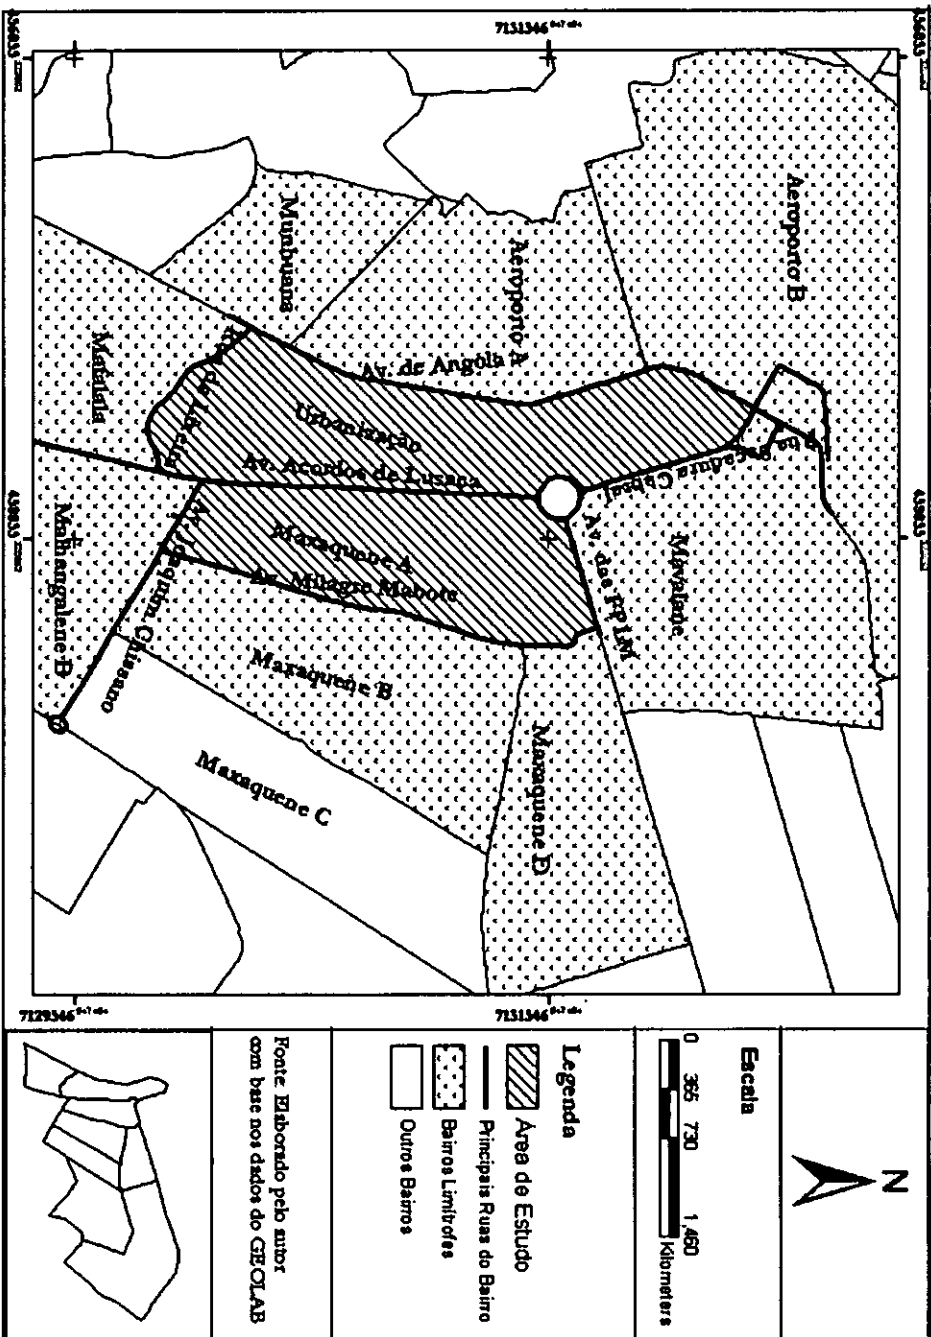 7131346
7129346
7131346
Aeroporto B
Aeroporto A
Munhuana
Mafalala
Av. de Angola
Urbanização
Av. Acordos de Lusaca
Maxaquene A
Av. Milagre Mabote
Av. Joaquim Chissano
Av. das FPLM
Mavalane
Malhangalene B
Maxaquene B
Maxaquene C
Maxaquene D
N
Escala
0 365 730 1,460
Kilometers
Legenda
Área de Estudo
Principais Ruas do Bairro
Bairros Limítrofes
Outros Bairros
Fonte: Elaborado pelo autor
com base nos dados do GEOLAB